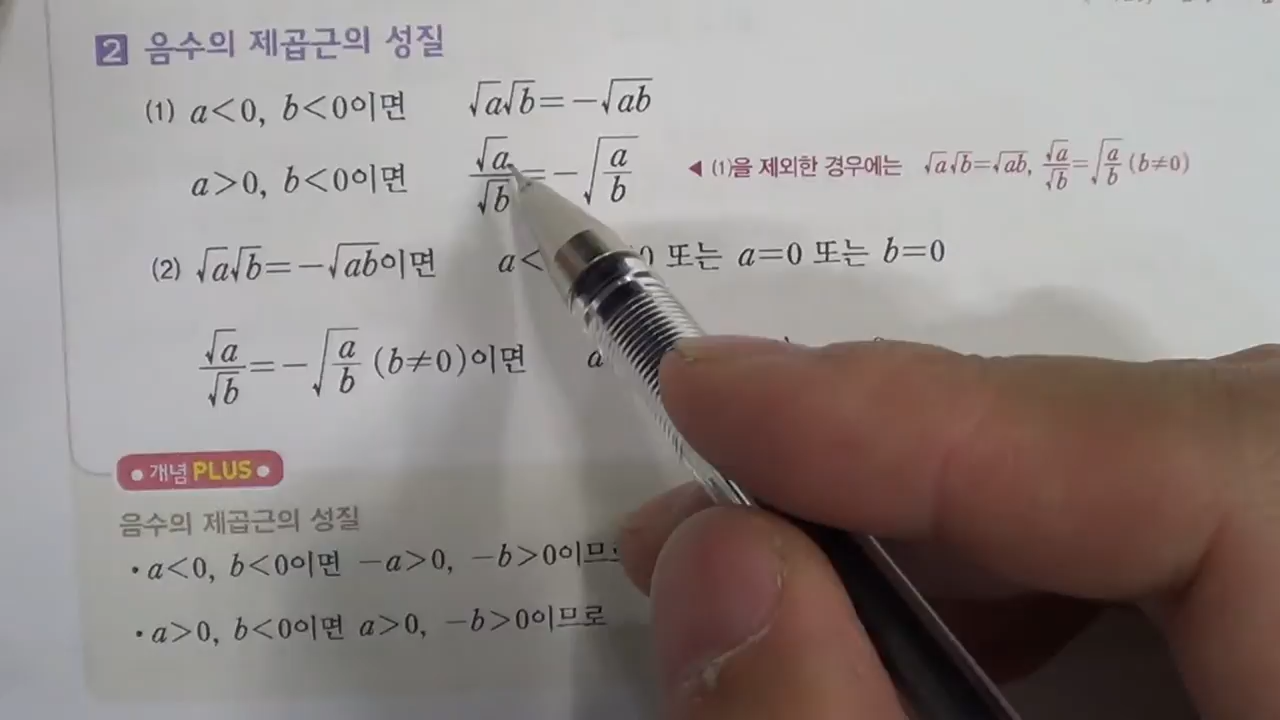 2 음수의 제곱근의 성질
(1) a<0, b<0이면 √a√b=-√ab
a>0, b<0이면 √a/√b=-√(a/b) ◀ (1)을 제외한 경우에는 √a√b=√ab, √a/√b=√(a/b) (b≠0)
(2) √a√b=-√ab이면 a< 0 또는 a=0 또는 b=0
√a/√b=-√(a/b) (b≠0)이면 a
개념 PLUS
음수의 제곱근의 성질
• a<0, b<0이면 -a>0, -b>0이므
• a>0, b<0이면 a>0, -b>0이므로